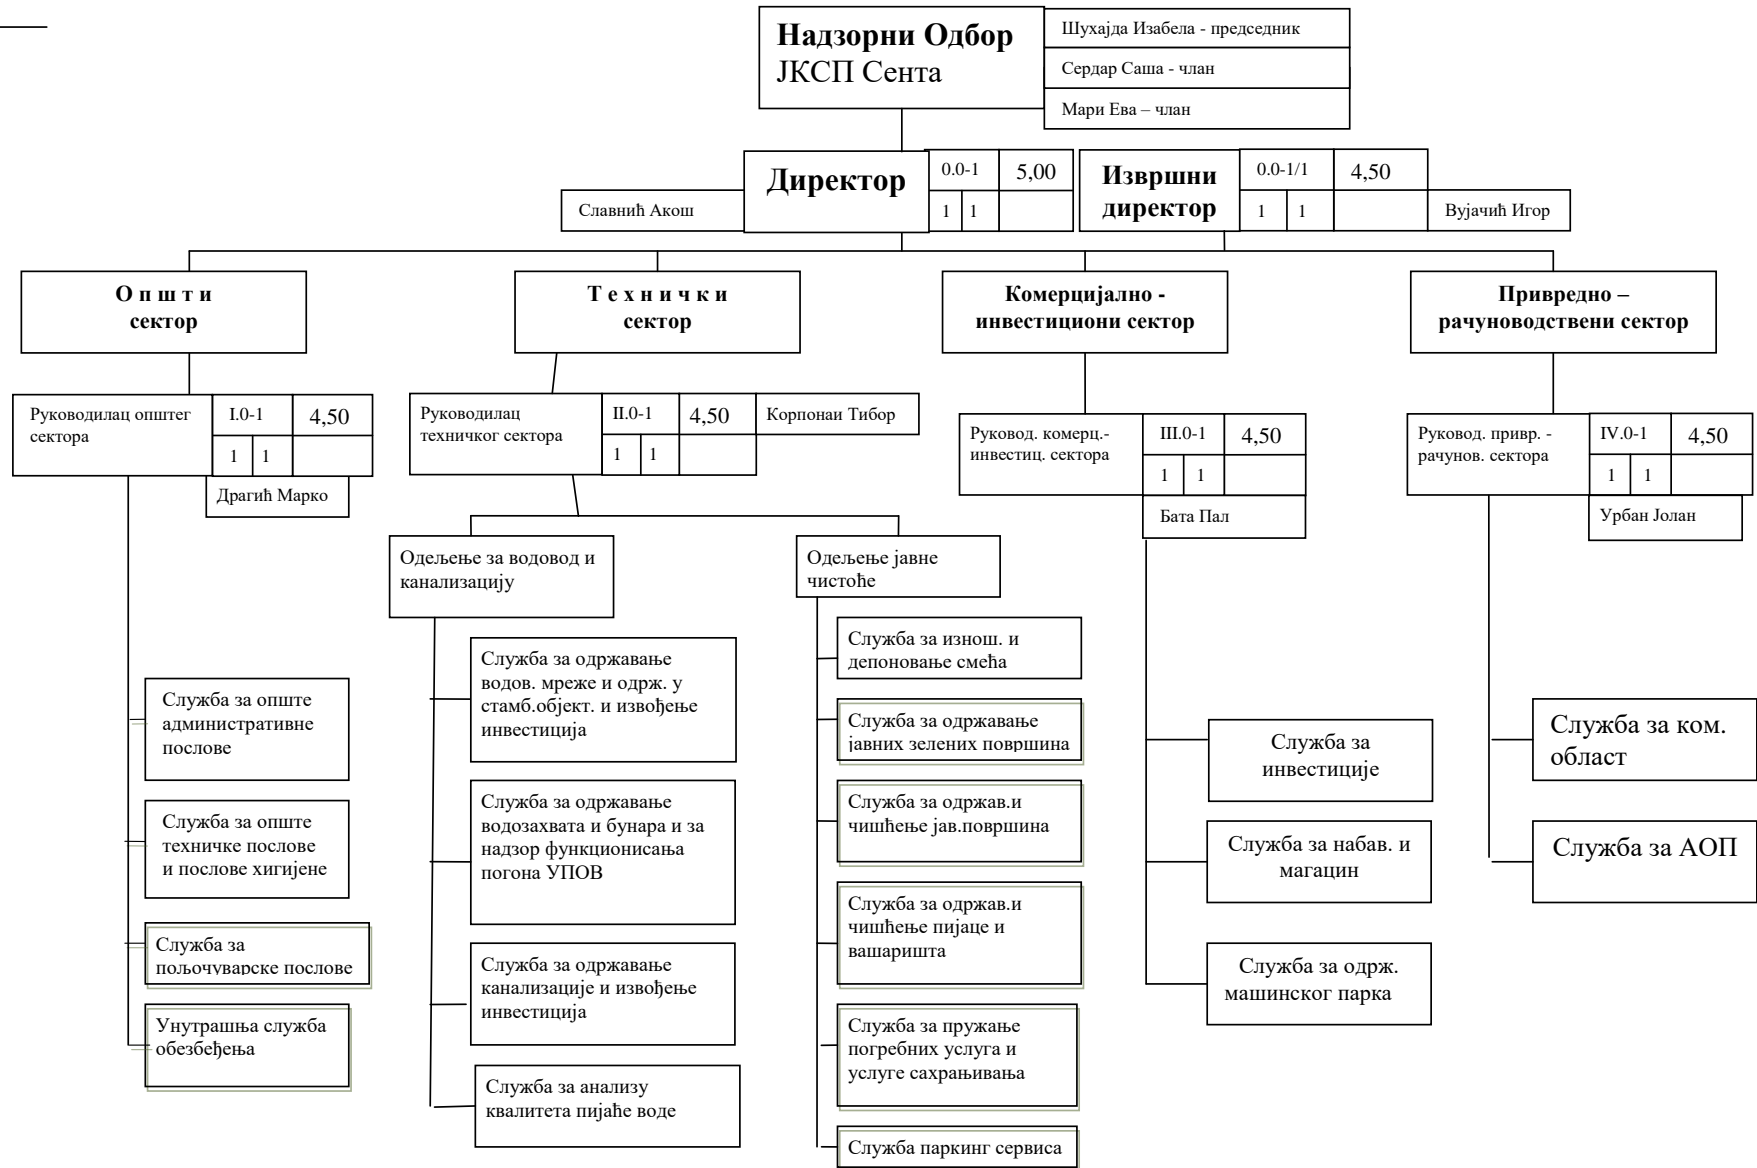 Надзорни Одбор
ЈКСП Сента
Шухајда Изабела - председник
Сердар Саша - члан
Мари Ева – члан
Директор
0.0-1
5,00
1
1
Славнић Акош
Извршни
директор
0.0-1/1
4,50
1
1
Вујачић Игор
О п ш т и
сектор
Т е х н и ч к и
сектор
Комерцијално -
инвестициони сектор
Привредно –
рачуноводствени сектор
Руководилац општег
сектора
I.0-1
4,50
1
1
Драгић Марко
Руководилац
техничког сектора
II.0-1
4,50
1
1
Корпонаи Тибор
Руковод. комерц.-
инвестиц. сектора
III.0-1
4,50
1
1
Бата Пал
Руковод. привр. -
рачунов. сектора
IV.0-1
4,50
1
1
Урбан Јолан
Служба за опште
административне
послове
Служба за опште
техничке послове
и послове хигијене
Служба за
пољочуварске послове
Унутрашња служба
обезбеђења
Одељење за водовод и
канализацију
Служба за одржавање
водов. мреже и одрж. у
стамб.објект. и извођење
инвестиција
Служба за одржавање
водозахвата и бунара и за
надзор функционисања
погона УПОВ
Служба за одржавање
канализације и извођење
инвестиција
Служба за анализу
квалитета пијаће воде
Одељење јавне
чистоће
Служба за износ. и
депоновање смећа
Служба за одржавање
јавних зелених површина
Служба за одржав.и
чишћење јав.површина
Служба за одржав.и
чишћење пијаце и
вашаришта
Служба за пружање
погребних услуга и
услуге сахрањивања
Служба паркинг сервиса
Служба за
инвестиције
Служба за набав. и
магацин
Служба за одрж.
машинског парка
Служба за ком.
област
Служба за АОП